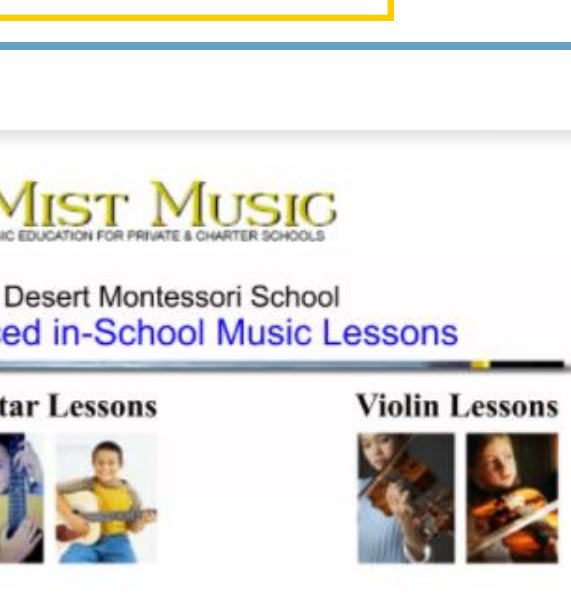 MIST MUSIC
IC EDUCATION FOR PRIVATE & CHARTER SCHOOLS
Desert Montessori School
ced in-School Music Lessons
tar Lessons
Violin Lessons